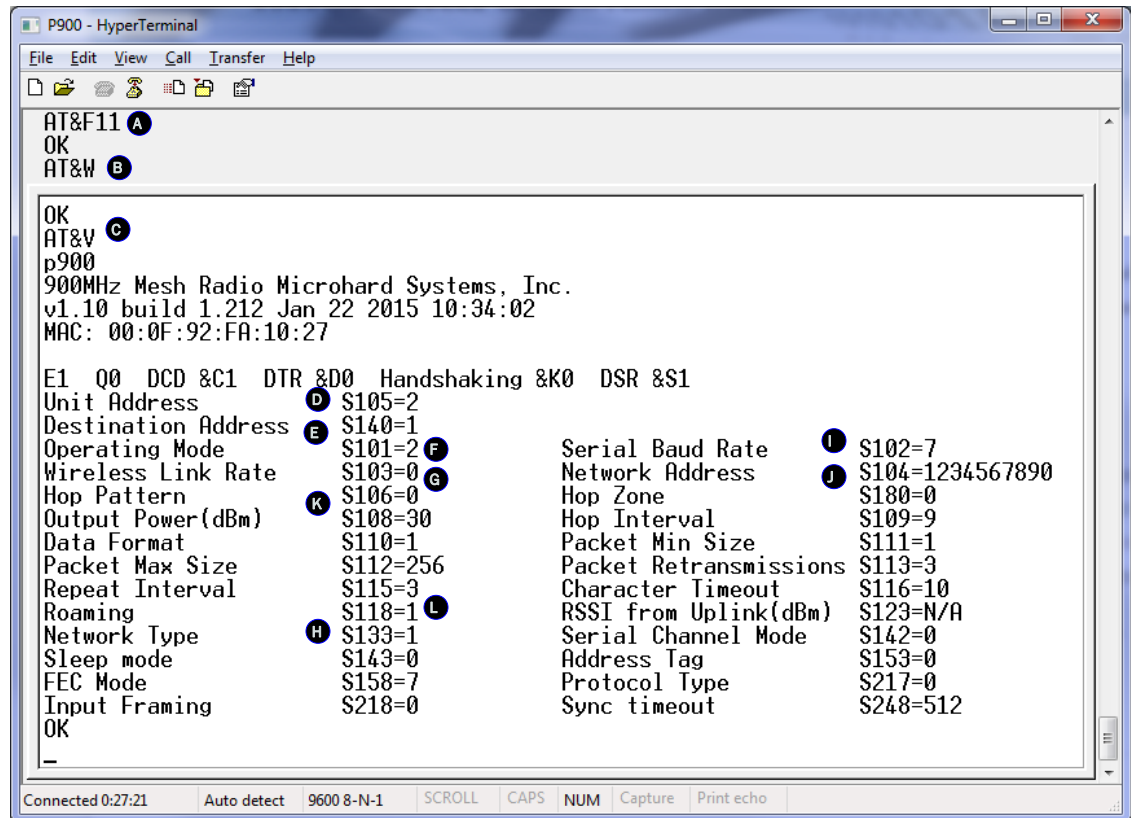 P900 - HyperTerminal
File Edit View Call Transfer Help
AT&F11 A
OK
AT&W B
OK
AT&V C
p900
900MHz Mesh Radio Microhard Systems, Inc.
v1.10 build 1.212 Jan 22 2015 10:34:02
MAC: 00:0F:92:FA:10:27
E1 Q0 DCD &C1 DTR &D0 Handshaking &K0 DSR &S1
Unit Address D S105=2
Destination Address E S140=1
Operating Mode S101=2 F Serial Baud Rate I S102=7
Wireless Link Rate S103=0 G Network Address J S104=1234567890
Hop Pattern K S106=0 Hop Zone S180=0
Output Power(dBm) S108=30 Hop Interval S109=9
Data Format S110=1 Packet Min Size S111=1
Packet Max Size S112=256 Packet Retransmissions S113=3
Repeat Interval S115=3 Character Timeout S116=10
Roaming S118=1 L RSSI from Uplink(dBm) S123=N/A
Network Type H S133=1 Serial Channel Mode S142=0
Sleep mode S143=0 Address Tag S153=0
FEC Mode S158=7 Protocol Type S217=0
Input Framing S218=0 Sync timeout S248=512
OK
_
Connected 0:27:21 Auto detect 9600 8-N-1 SCROLL CAPS NUM Capture Print echo